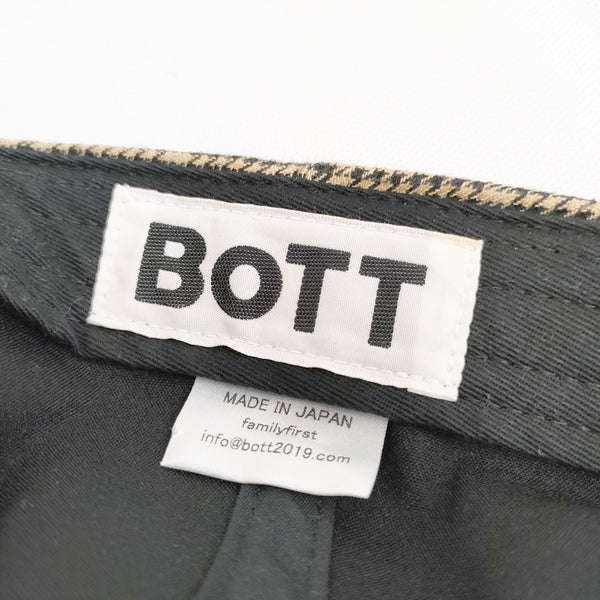 BoTT
MADE IN JAPAN
familyfirst
info@bott2019.com